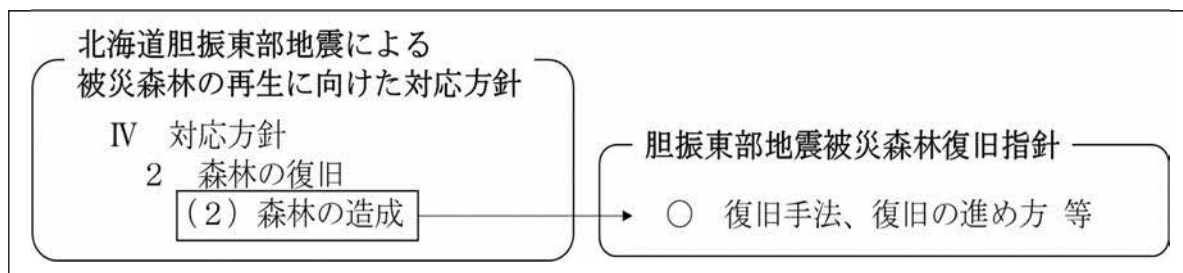 北海道胆振東部地震による
被災森林の再生に向けた対応方針
Ⅳ 対応方針
2 森林の復旧
(2)森林の造成
胆振東部地震被災森林復旧指針
○ 復旧手法、復旧の進め方 等